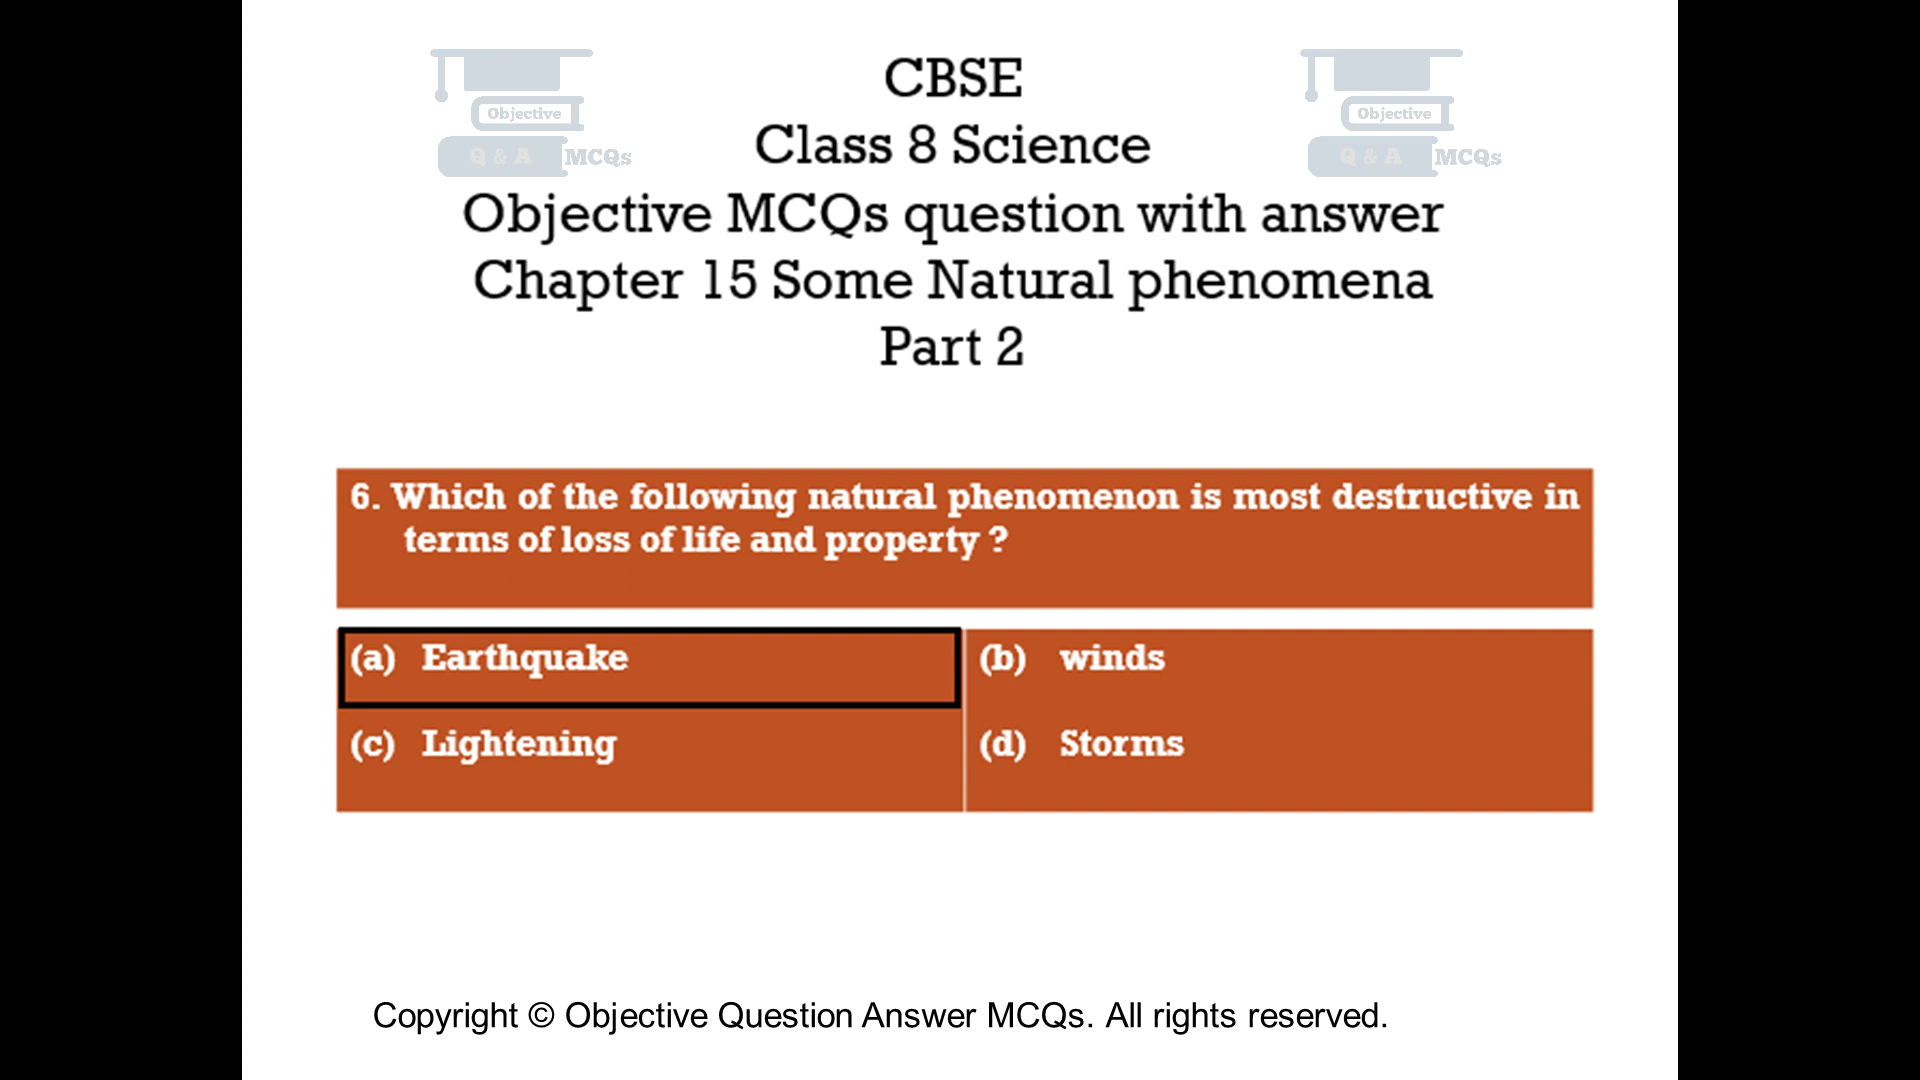 CBSE
Class 8 Science
Objective MCQs question with answer
Chapter 15 Some Natural phenomena
Part 2
Objective
Q & A MCQs
Objective
Q & A MCQs
6. Which of the following natural phenomenon is most destructive in
terms of loss of life and property ?
(a) Earthquake
(b) winds
(c) Lightening
(d) Storms
Copyright © Objective Question Answer MCQs. All rights reserved.